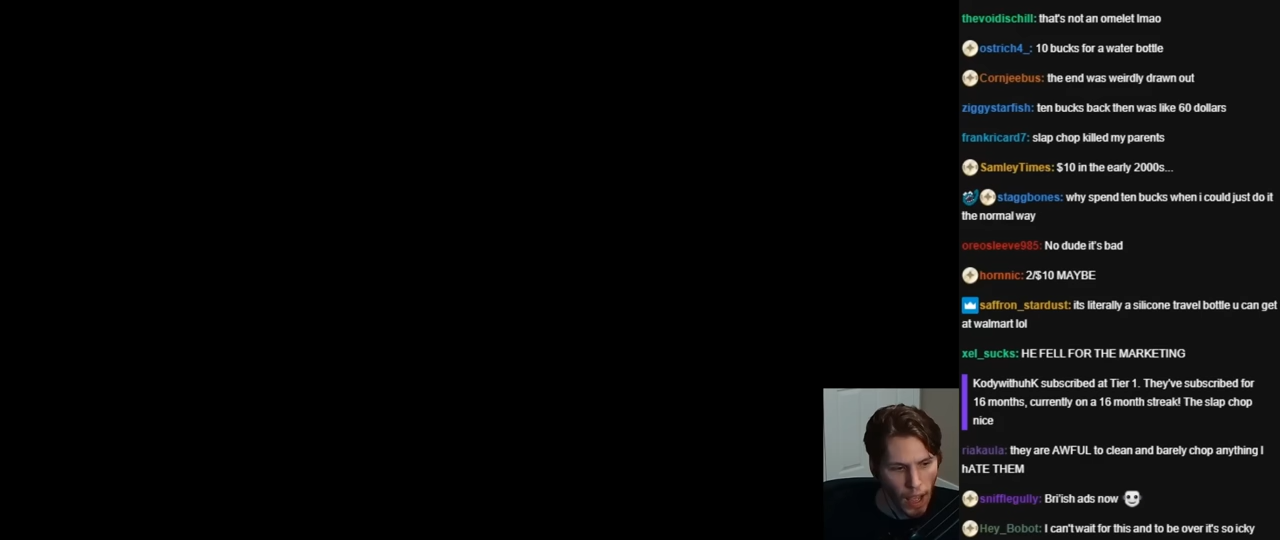 thevoidischill: that's not an omelet lmao
ostrich4_: 10 bucks for a water bottle
Cornjeebus: the end was weirdly drawn out
ziggystarfish: ten bucks back then was like 60 dollars
frankricard7: slap chop killed my parents
SamleyTimes: $10 in the early 2000s...
staggbones: why spend ten bucks when i could just do it
the normal way
oreosleeve985: No dude it's bad
hornnic: 2/$10 MAYBE
saffron_stardust: its literally a silicone travel bottle u can get
at walmart lol
xel_sucks: HE FELL FOR THE MARKETING
KodywithuhK subscribed at Tier 1. They've subscribed for
16 months, currently on a 16 month streak! The slap chop
nice
riakaula: they are AWFUL to clean and barely chop anything I
hATE THEM
snifflegully: Bri'ish ads now
Hey_Bobot: I can't wait for this and to be over it's so icky